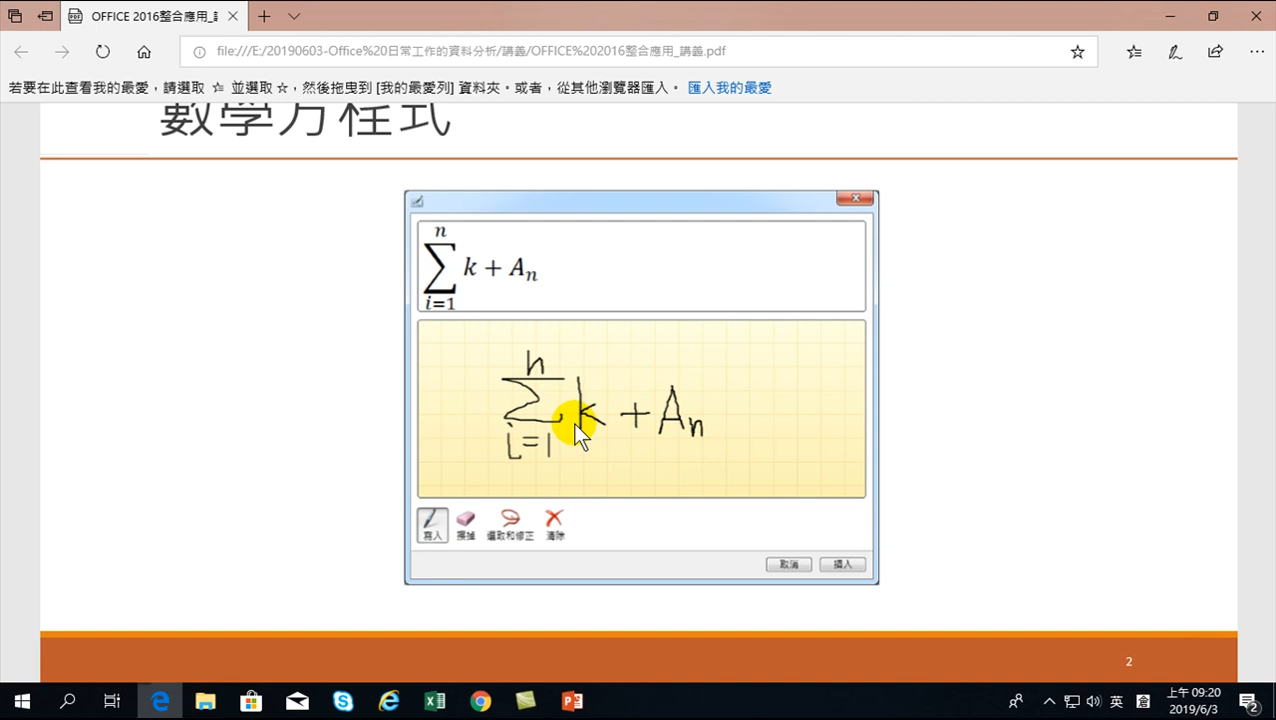 OFFICE 2016整合應用_
file:///E:/20190603-Office%20日常工作的資料分析/講義/OFFICE%202016整合應用_講義.pdf
若要在此查看我的最愛，請選取 並選取 ☆，然後拖曳到 [我的最愛列] 資料夾。或者，從其他瀏覽器匯入。 匯入我的最愛
數學方程式
n
∑ k + Aₙ
i=1
n
∑ k + Aₙ
i=1
寫入 擦掉 選取和修正 清除
取消 插入
2
英
上午 09:20
2019/6/3
2